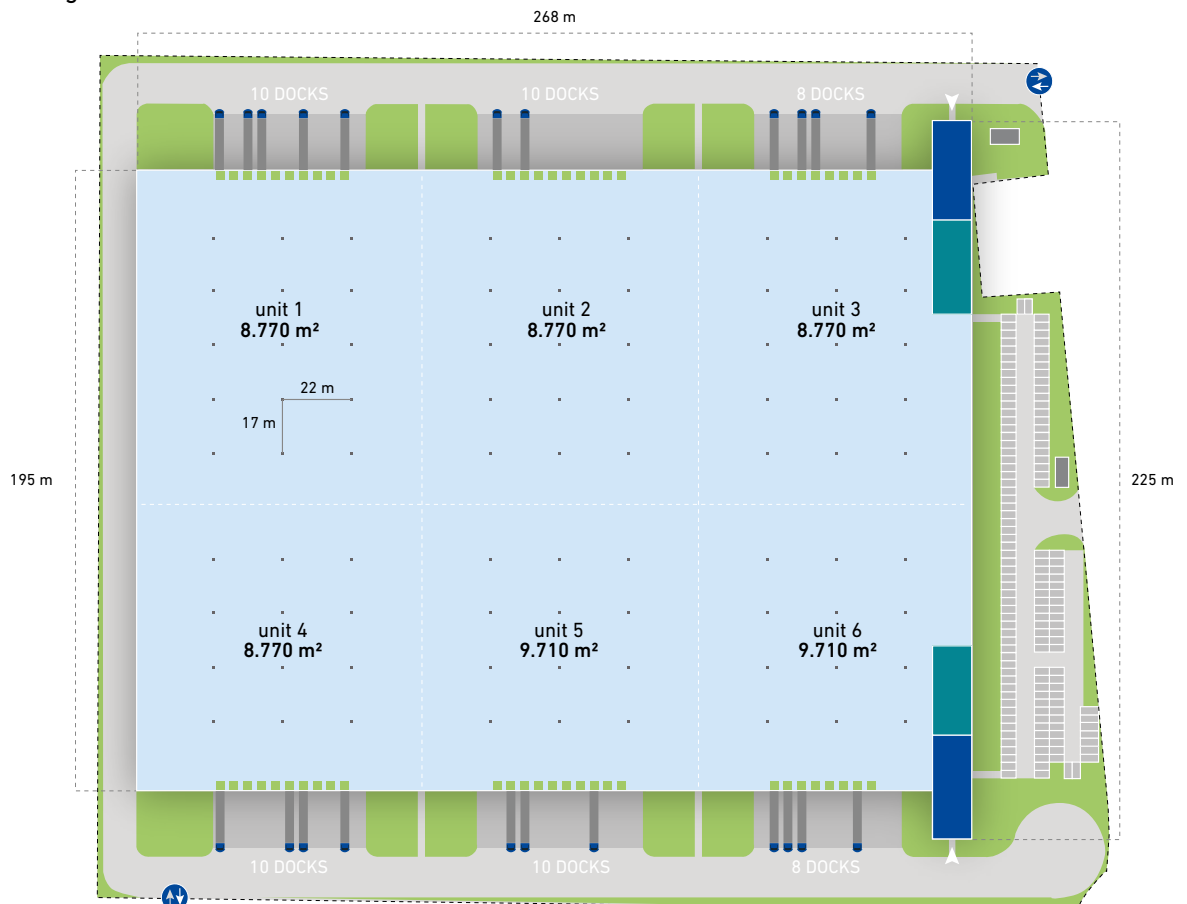 268 m
10 DOCKS
10 DOCKS
8 DOCKS
unit 1
8.770 m²
unit 2
8.770 m²
unit 3
8.770 m²
22 m
17 m
195 m
225 m
unit 4
8.770 m²
unit 5
9.710 m²
unit 6
9.710 m²
10 DOCKS
10 DOCKS
8 DOCKS